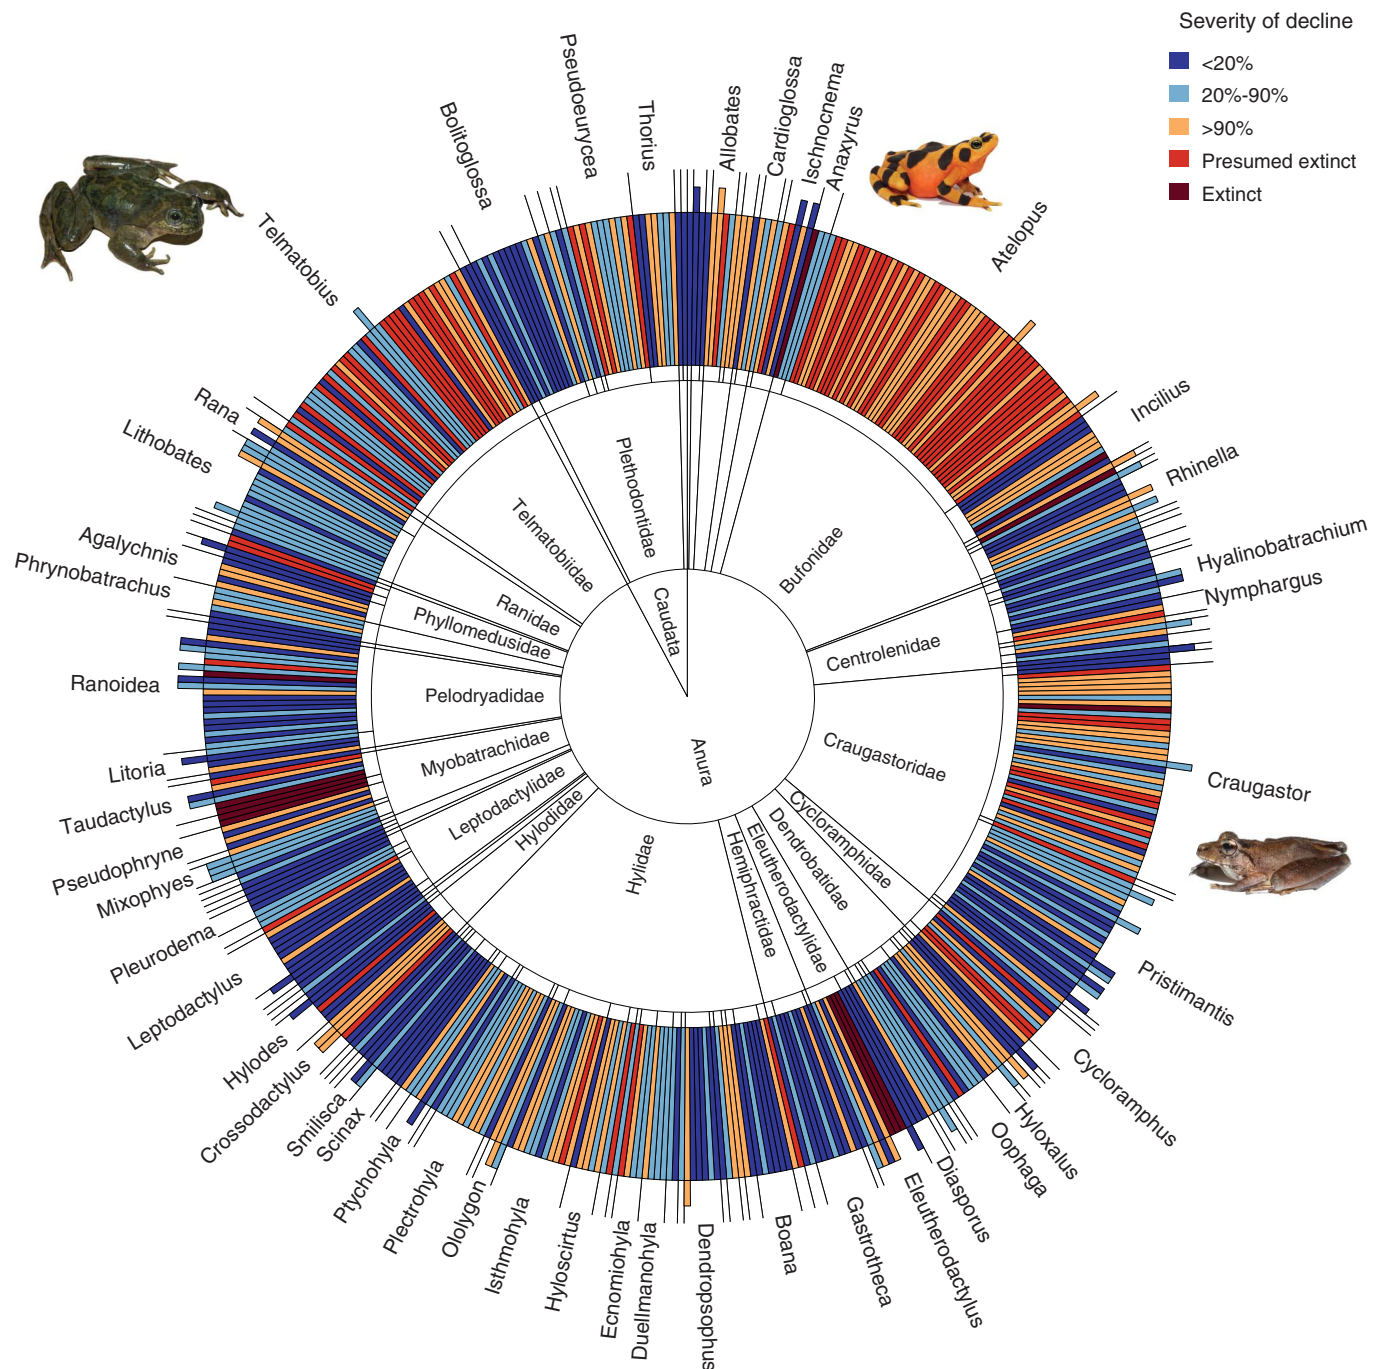 Severity of decline
<20%
20%-90%
>90%
Presumed extinct
Extinct
Pseudoeurycea
Thorius
Allobates
Cardioglossa
Ischnocnema
Anaxyrus
Atelopus
Incilius
Rhinella
Hyalinobatrachium
Nymphargus
Craugastor
Pristimantis
Cycloramphus
Hyloxalus
Oophaga
Diasporus
Eleutherodactylus
Gastrotheca
Boana
Dendropsophus
Duellmanohyla
Ecnomiohyla
Hyloscirtus
Isthmohyla
Ololygon
Plectrohyla
Ptychohyla
Scinax
Smilisca
Crossodactylus
Hylodes
Leptodactylus
Pleurodema
Mixophyes
Pseudophryne
Taudactylus
Litoria
Ranoidea
Phrynobatrachus
Agalychnis
Lithobates
Rana
Telmatobius
Bolitoglossa
Plethodontidae
Bufonidae
Centrolenidae
Craugastoridae
Cycloramphidae
Dendrobatidae
Eleutherodactylidae
Hemiphractidae
Hylidae
Hylodidae
Leptodactylidae
Myobatrachidae
Pelodryadidae
Phyllomedusidae
Ranidae
Telmatobiidae
Caudata
Anura